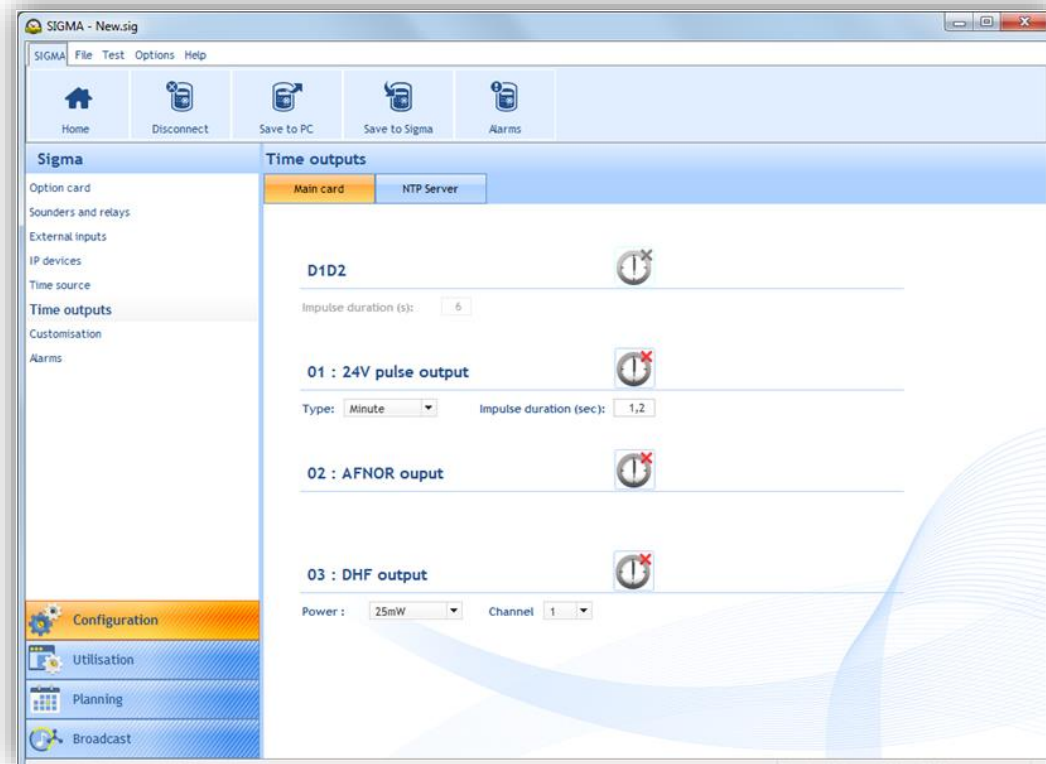 SIGMA - New.sig
SIGMA File Test Options Help
Home Disconnect Save to PC Save to Sigma Alarms
Sigma
Option card
Sounders and relays
External inputs
IP devices
Time source
Time outputs
Customisation
Alarms
Configuration
Utilisation
Planning
Broadcast
Time outputs
Main card NTP Server
D1D2
Impulse duration (s): 6
01 : 24V pulse output
Type: Minute Impulse duration (sec): 1,2
02 : AFNOR ouput
03 : DHF output
Power : 25mW Channel 1